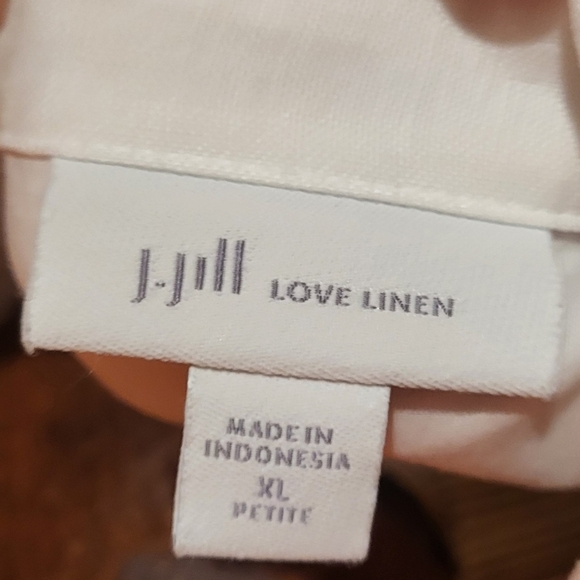 J.Jill LOVE LINEN
MADE IN
INDONESIA
XL
PETITE